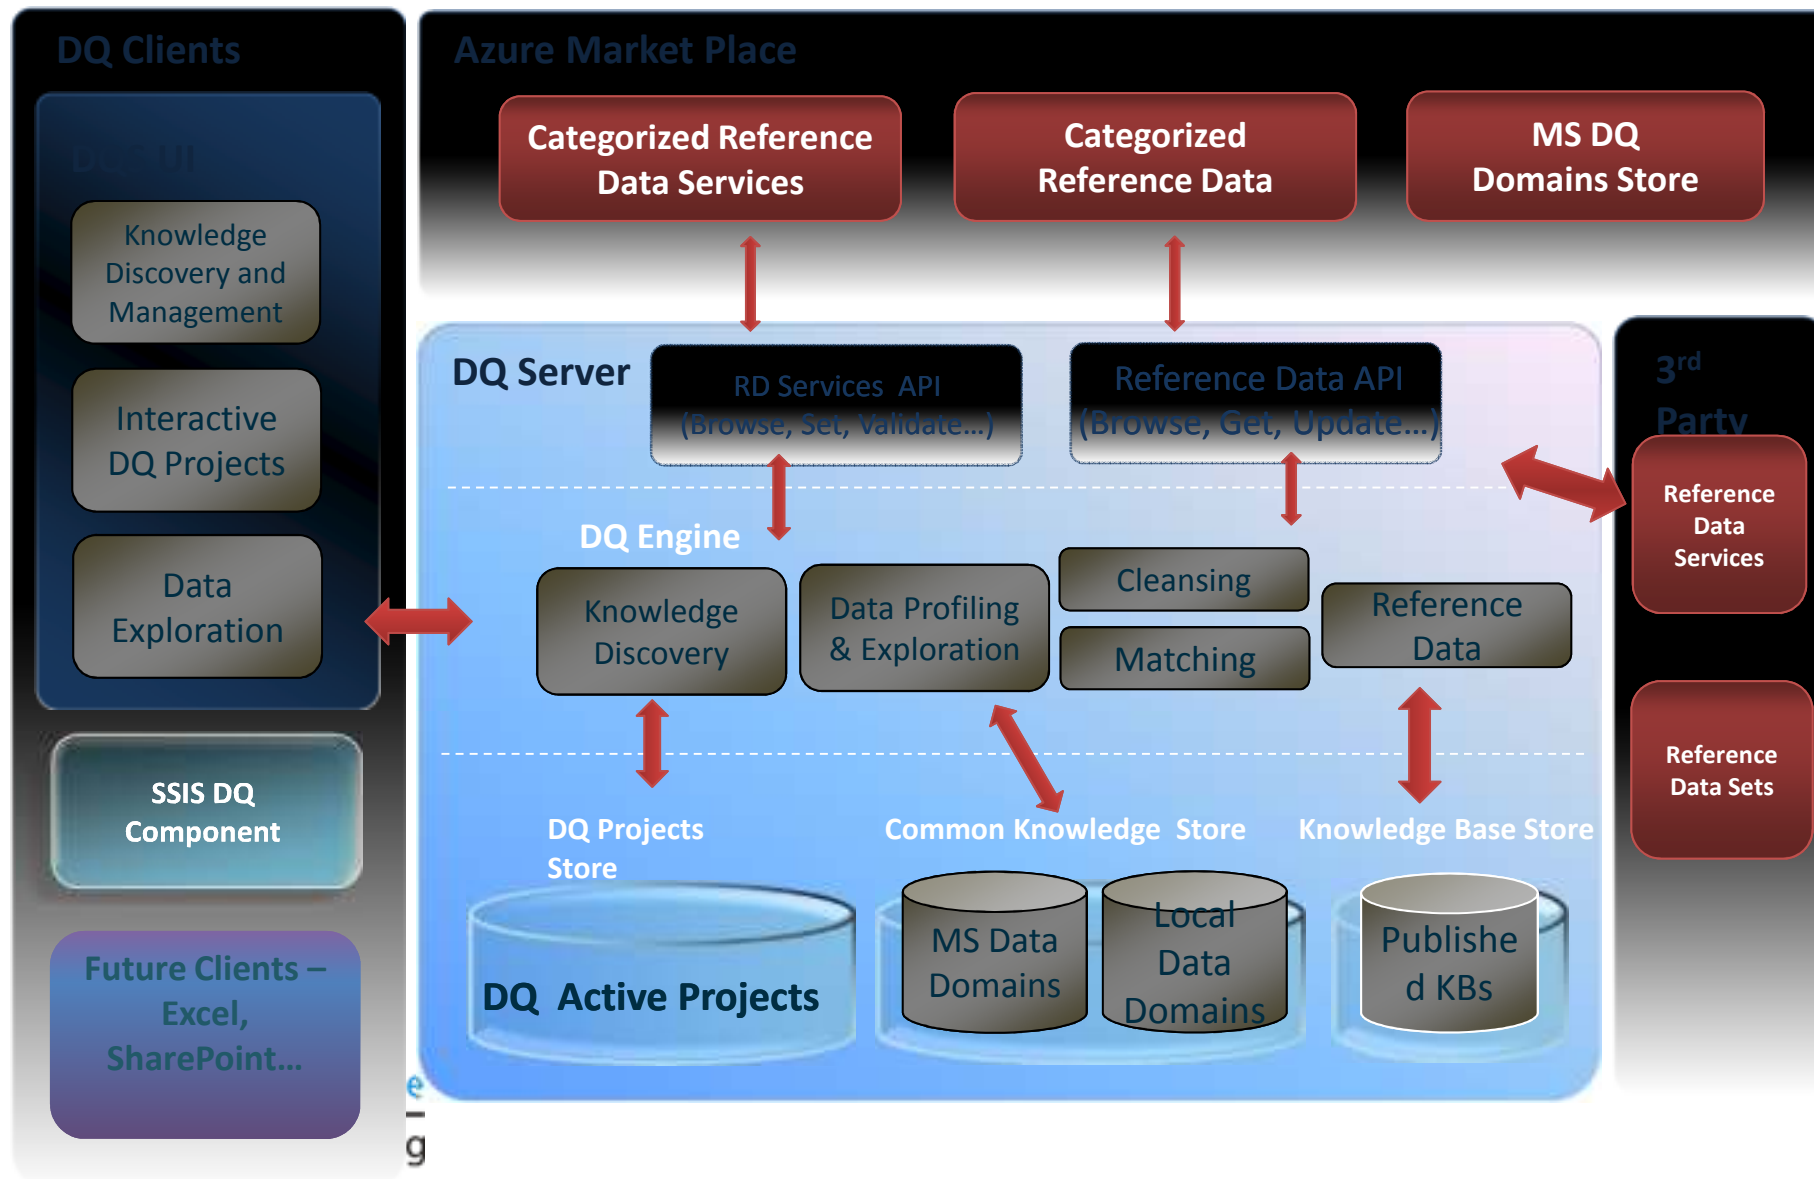 DQ Clients
DQS UI
Knowledge
Discovery and
Management
Interactive
DQ Projects
Data
Exploration
SSIS DQ
Component
Future Clients –
Excel,
SharePoint...
Azure Market Place
Categorized Reference
Data Services
Categorized
Reference Data
MS DQ
Domains Store
DQ Server
RD Services API
(Browse, Set, Validate...)
Reference Data API
(Browse, Get, Update...)
DQ Engine
Knowledge
Discovery
Data Profiling
& Exploration
Cleansing
Matching
Reference
Data
DQ Projects
Store
Common Knowledge Store
Knowledge Base Store
DQ Active Projects
MS Data
Domains
Local
Data
Domains
Publishe
d KBs
3rd
Party
Reference
Data
Services
Reference
Data Sets
e
g